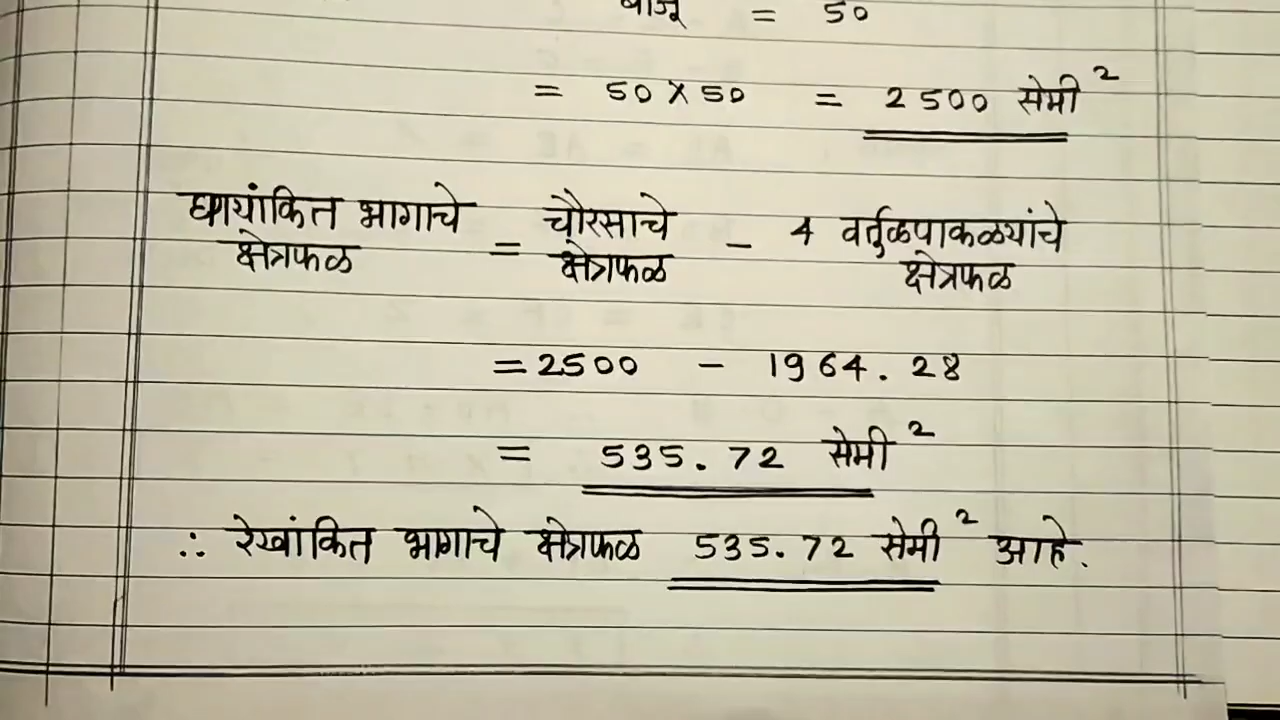 बाजू = 50
= 50 × 50 = 2500 सेमी²
छायांकित भागाचे क्षेत्रफळ = चौरसाचे क्षेत्रफळ - 4 वर्तुळपाकळ्यांचे क्षेत्रफळ
= 2500 - 1964.28
= 535.72 सेमी²
∴ रेखांकित भागाचे क्षेत्रफळ 535.72 सेमी² आहे.